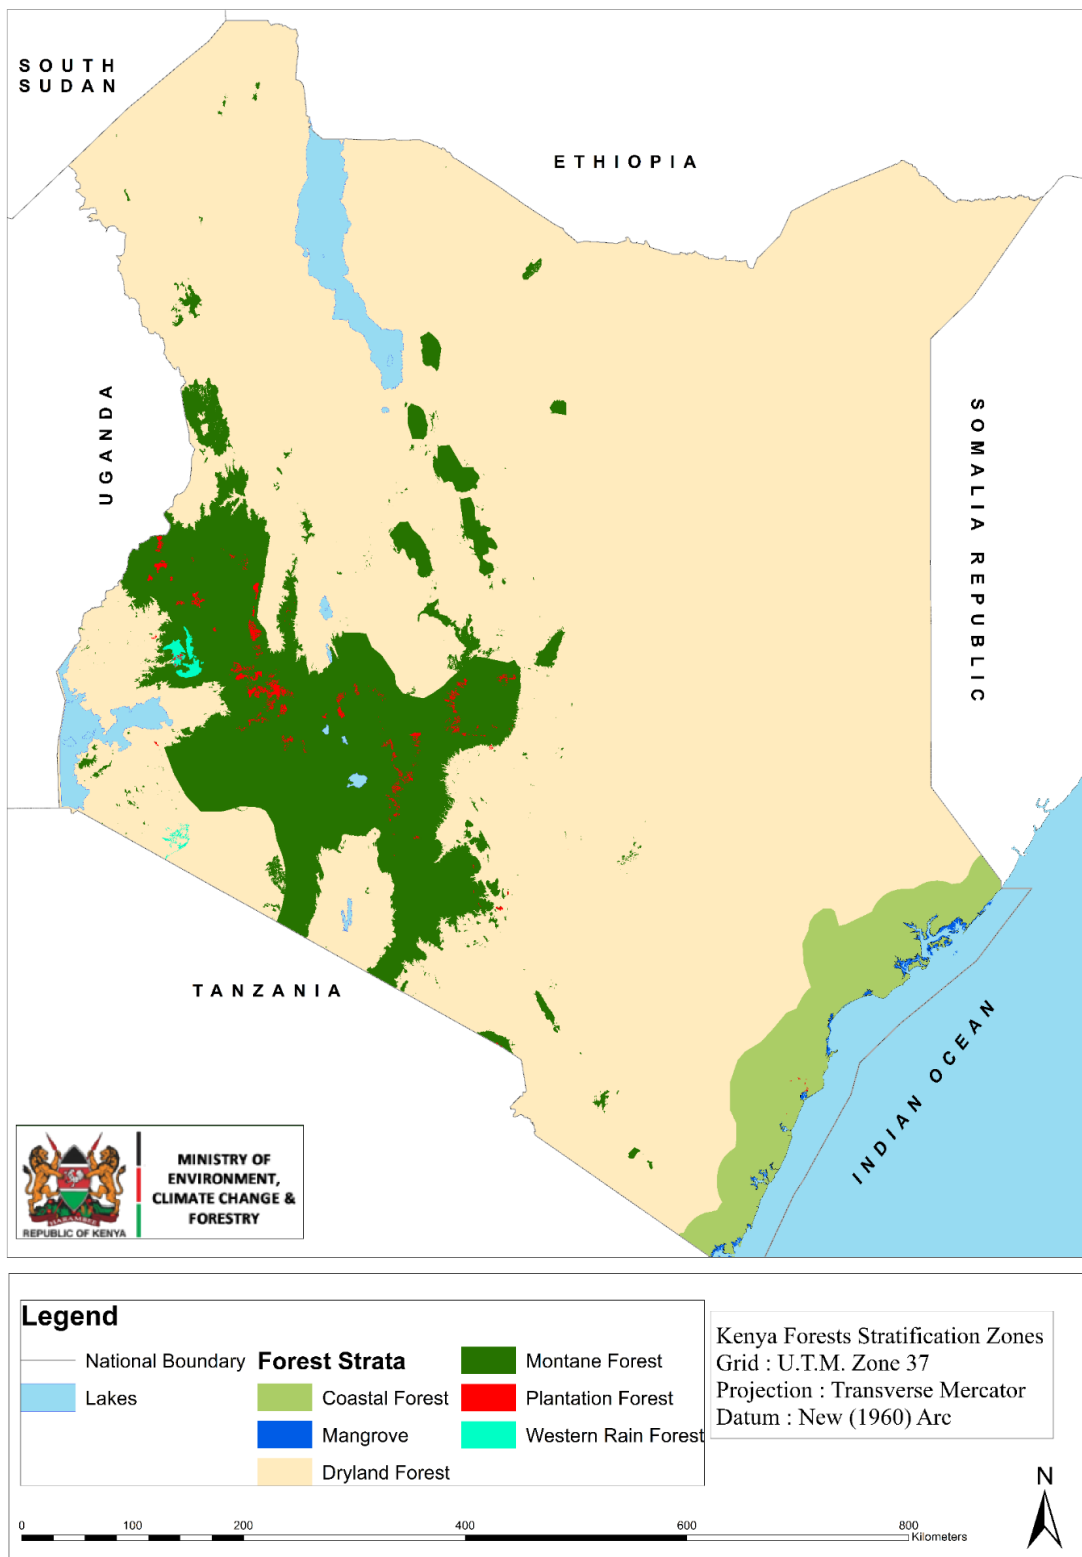 SOUTH
SUDAN
ETHIOPIA
UGANDA
SOMALIA REPUBLIC
TANZANIA
INDIAN OCEAN
MINISTRY OF
ENVIRONMENT,
CLIMATE CHANGE &
FORESTRY
HARAMBEE
REPUBLIC OF KENYA
Legend
National Boundary
Lakes
Forest Strata
Coastal Forest
Mangrove
Dryland Forest
Montane Forest
Plantation Forest
Western Rain Forest
Kenya Forests Stratification Zones
Grid : U.T.M. Zone 37
Projection : Transverse Mercator
Datum : New (1960) Arc
N
0 100 200 400 600 800
Kilometers